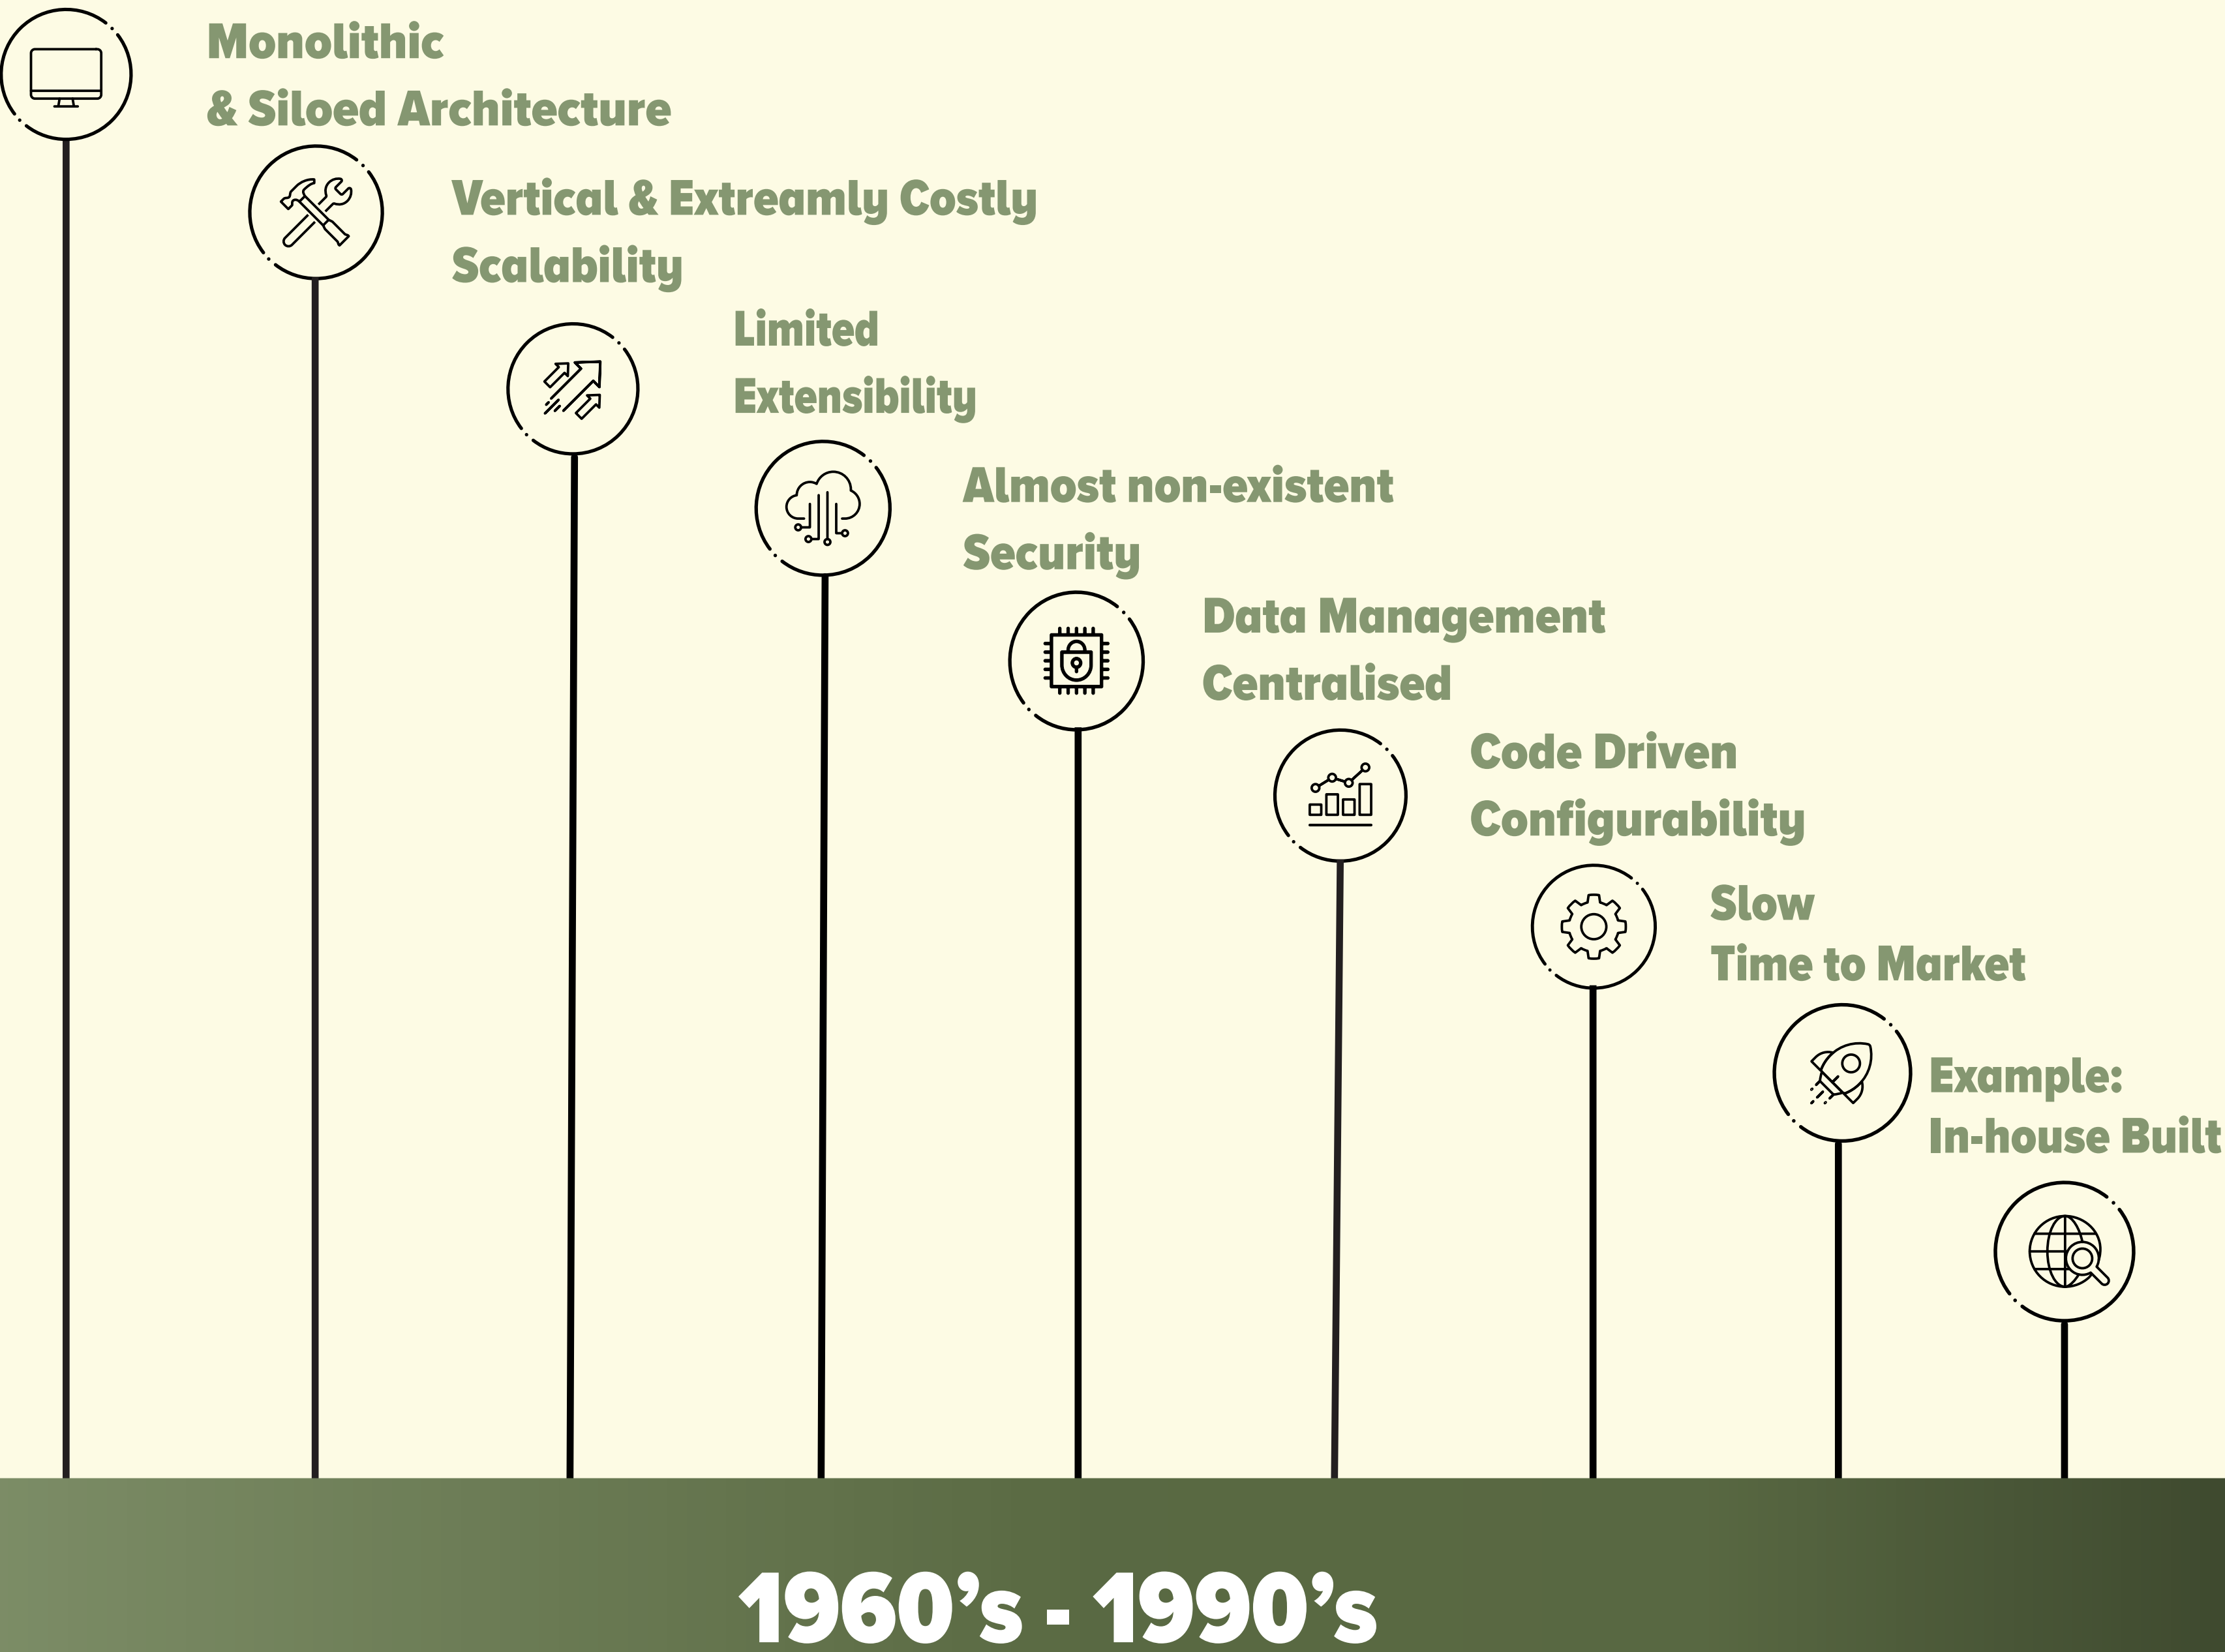 Monolithic
& Siloed Architecture
Vertical & Extreamly Costly
Scalability
Limited
Extensibility
Almost non-existent
Security
Data Management
Centralised
Code Driven
Configurability
Slow
Time to Market
Example:
In-house Built
1960's - 1990's